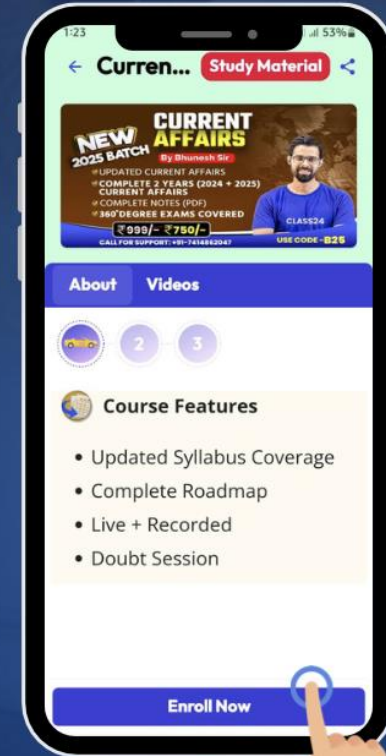 1:23
53%
Curren...
Study Material
NEW
2025 BATCH
CURRENT
AFFAIRS
By Bhunesh Sir
UPDATED CURRENT AFFAIRS
COMPLETE 2 YEARS (2024 + 2025)
CURRENT AFFAIRS
COMPLETE NOTES (PDF)
360°DEGREE EXAMS COVERED
₹999/- ₹750/-
CALL FOR SUPPORT: +91-7414862047
CLASS24
USE CODE - B25
About Videos
2 3
Course Features
• Updated Syllabus Coverage
• Complete Roadmap
• Live + Recorded
• Doubt Session
Enroll Now